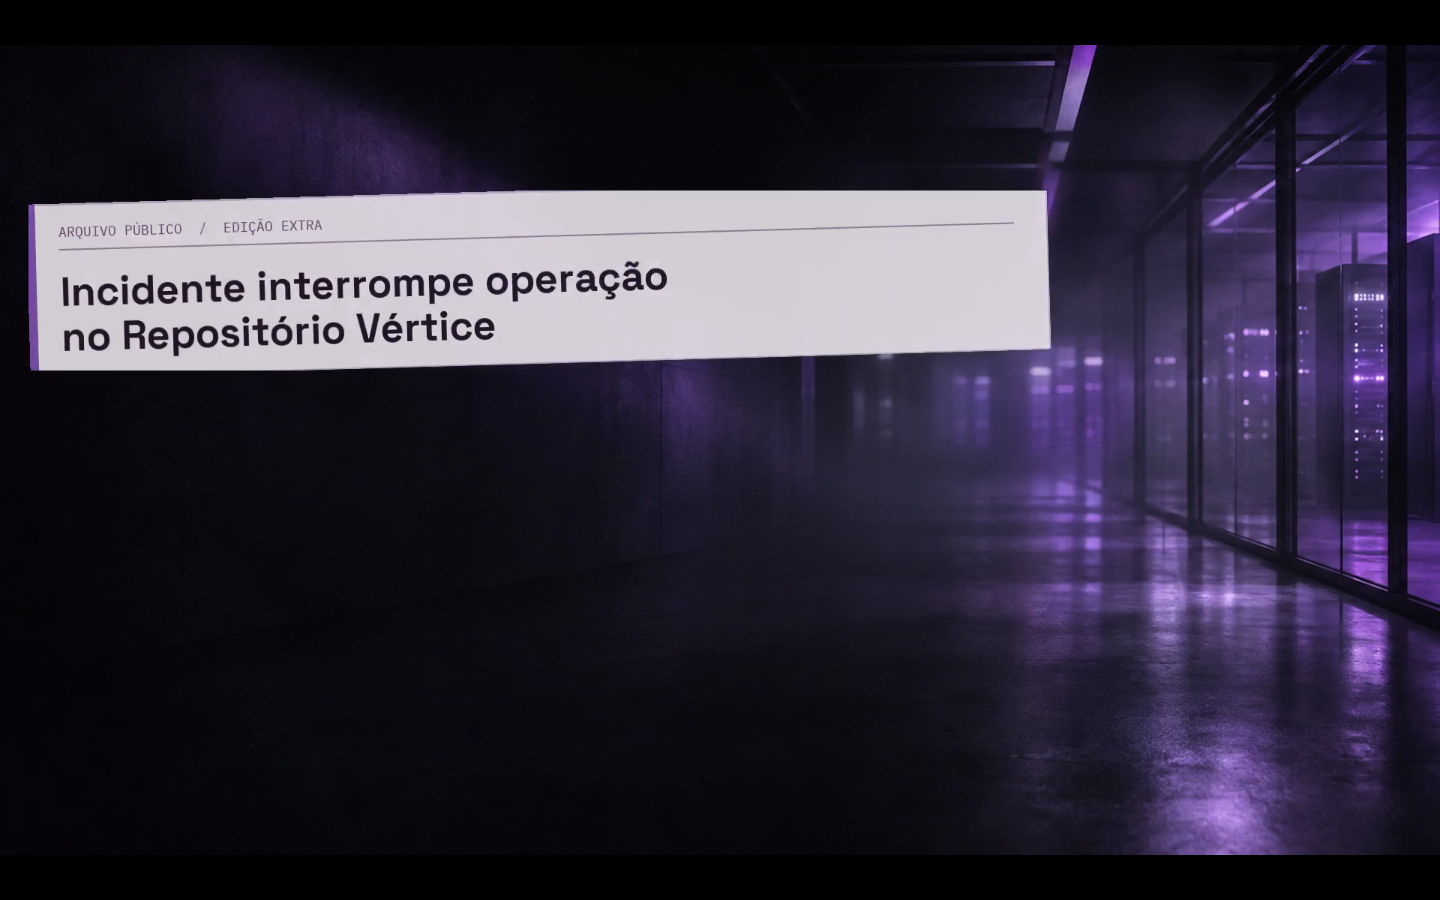 ARQUIVO PÚBLICO / EDIÇÃO EXTRA
Incidente interrompe operação
no Repositório Vértice